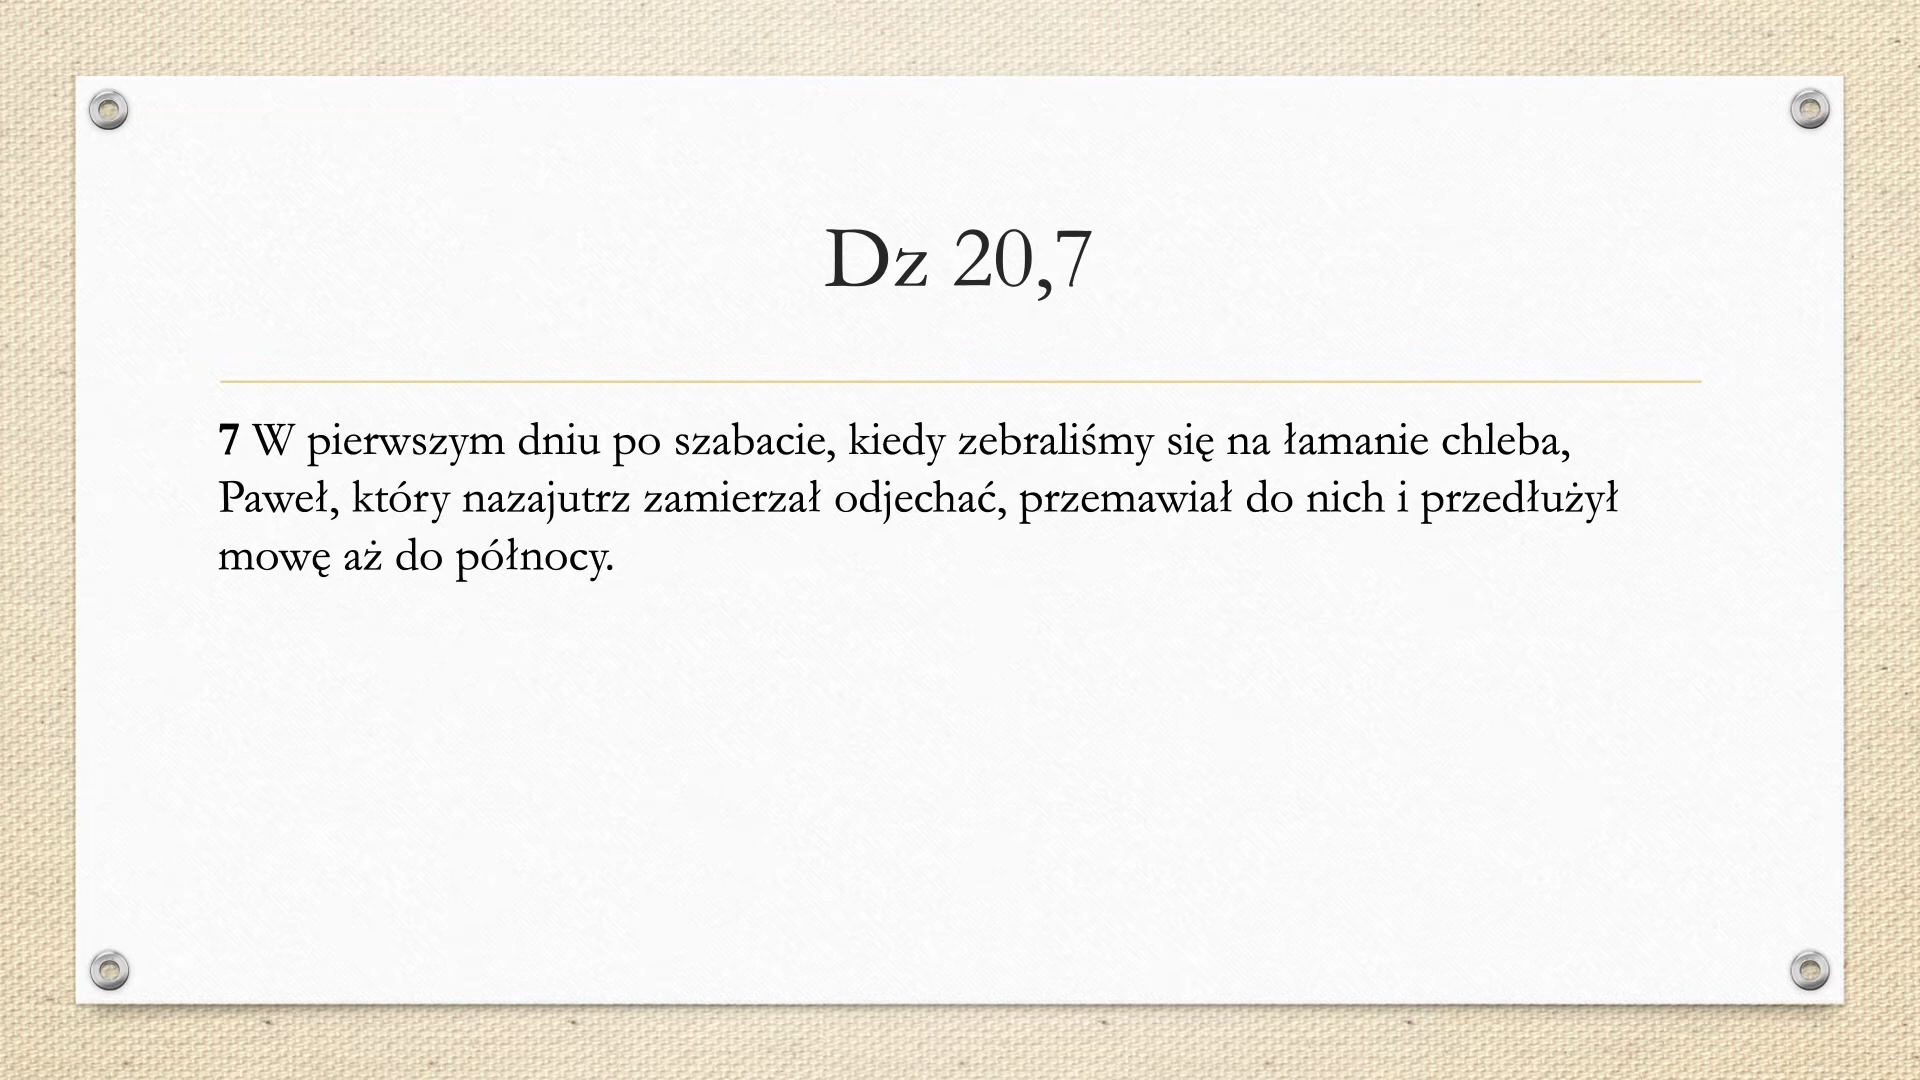 Dz 20,7
7 W pierwszym dniu po szabacie, kiedy zebraliśmy się na łamanie chleba,
Paweł, który nazajutrz zamierzał odjechać, przemawiał do nich i przedłużył
mowę aż do północy.